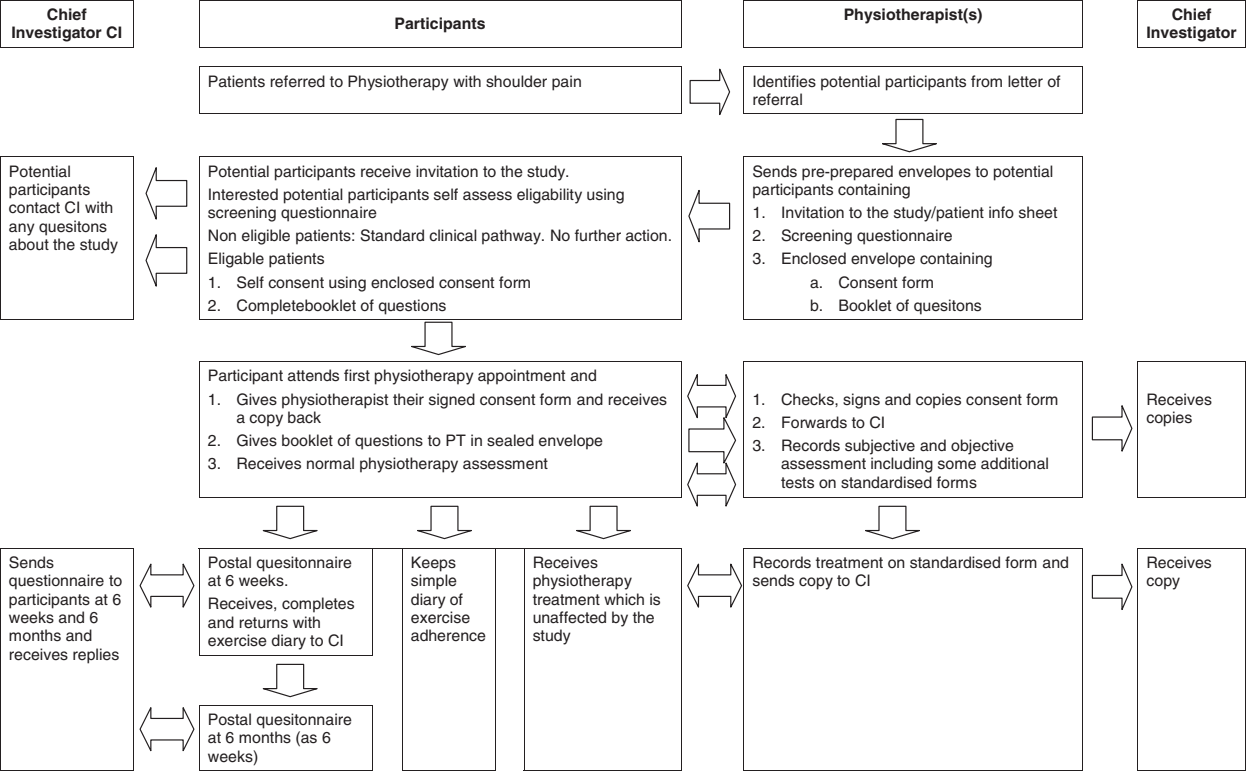 Chief
Investigator CI
Participants
Physiotherapist(s)
Chief
Investigator
Patients referred to Physiotherapy with shoulder pain
Identifies potential participants from letter of
referral
Potential
participants
contact CI with
any quesitons
about the study
Potential participants receive invitation to the study.
Interested potential participants self assess eligability using
screening questionnaire
Non eligible patients: Standard clinical pathway. No further action.
Eligable patients
1. Self consent using enclosed consent form
2. Completebooklet of questions
Sends pre-prepared envelopes to potential
participants containing
1. Invitation to the study/patient info sheet
2. Screening questionnaire
3. Enclosed envelope containing
a. Consent form
b. Booklet of quesitons
Participant attends first physiotherapy appointment and
1. Gives physiotherapist their signed consent form and receives
a copy back
2. Gives booklet of questions to PT in sealed envelope
3. Receives normal physiotherapy assessment
1. Checks, signs and copies consent form
2. Forwards to CI
3. Records subjective and objective
assessment including some additional
tests on standardised forms
Receives
copies
Sends
questionnaire to
participants at 6
weeks and 6
months and
receives replies
Postal quesitonnaire
at 6 weeks.
Receives, completes
and returns with
exercise diary to CI
Keeps
simple
diary of
exercise
adherence
Receives
physiotherapy
treatment which is
unaffected by the
study
Records treatment on standardised form and
sends copy to CI
Receives
copy
Postal quesitonnaire
at 6 months (as 6
weeks)